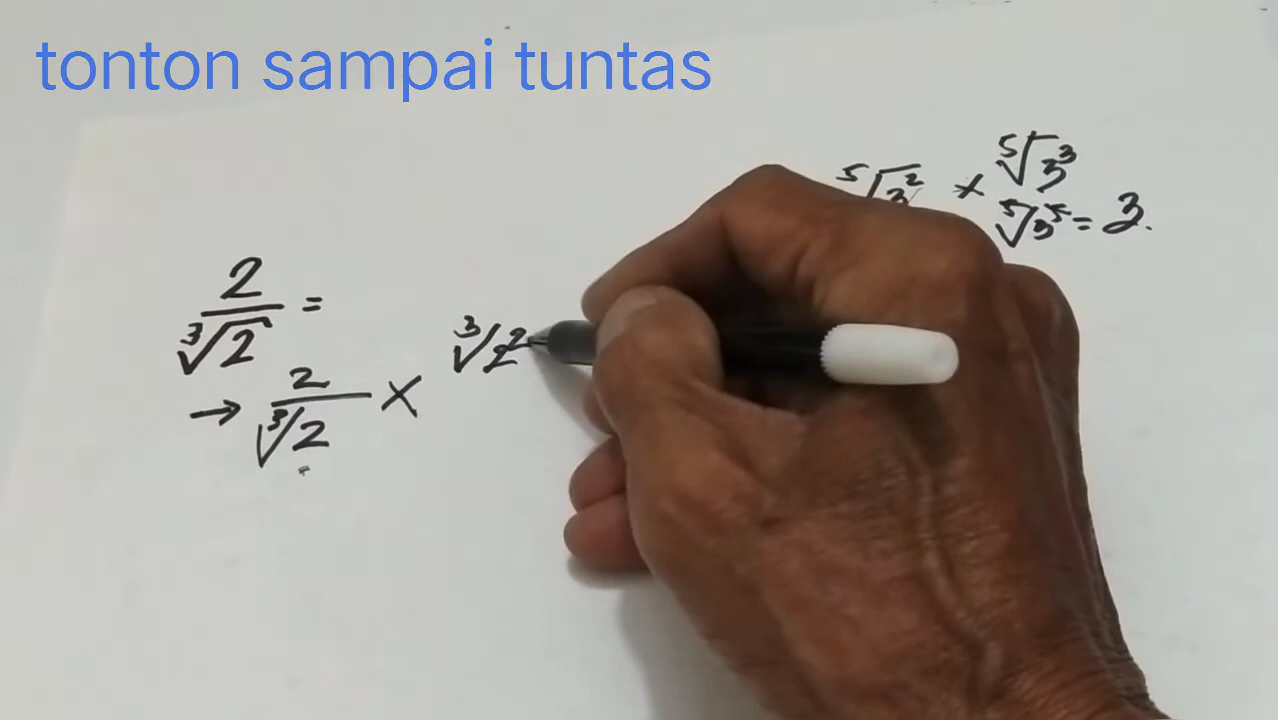 tonton sampai tuntas
⁵√3² × ⁵√3³
⁵√3⁵ = 3.
2/∛2 =
→ 2/∛2 × ∛2²